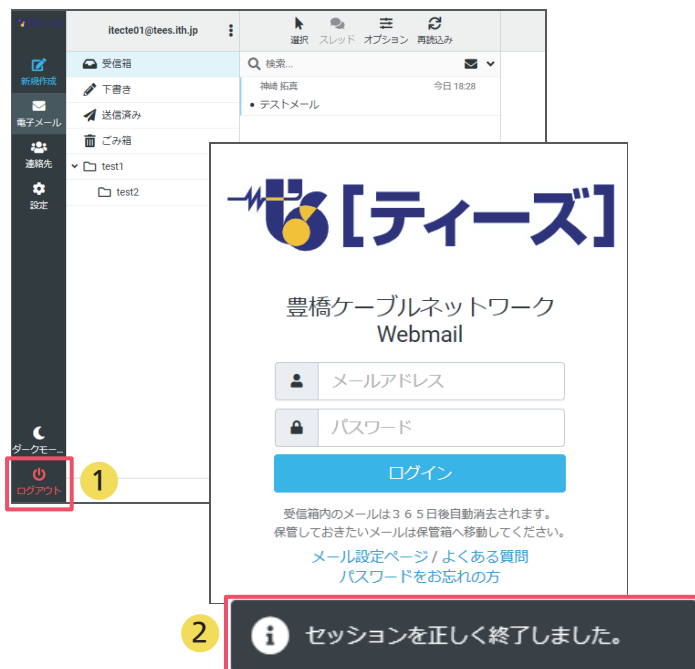 itecte01@tees.ith.jp
選択
スレッド
オプション
再読込み
新規作成
電子メール
連絡先
設定
受信箱
下書き
送信済み
ごみ箱
test1
test2
検索...
神崎 拓真
今日 18:28
テストメール
ダークモー...
ログアウト
1
[ティーズ]
豊橋ケーブルネットワーク
Webmail
メールアドレス
パスワード
ログイン
受信箱内のメールは３６５日後自動消去されます。
保管しておきたいメールは保管箱へ移動してください。
メール設定ページ / よくある質問
パスワードをお忘れの方
2
セッションを正しく終了しました。